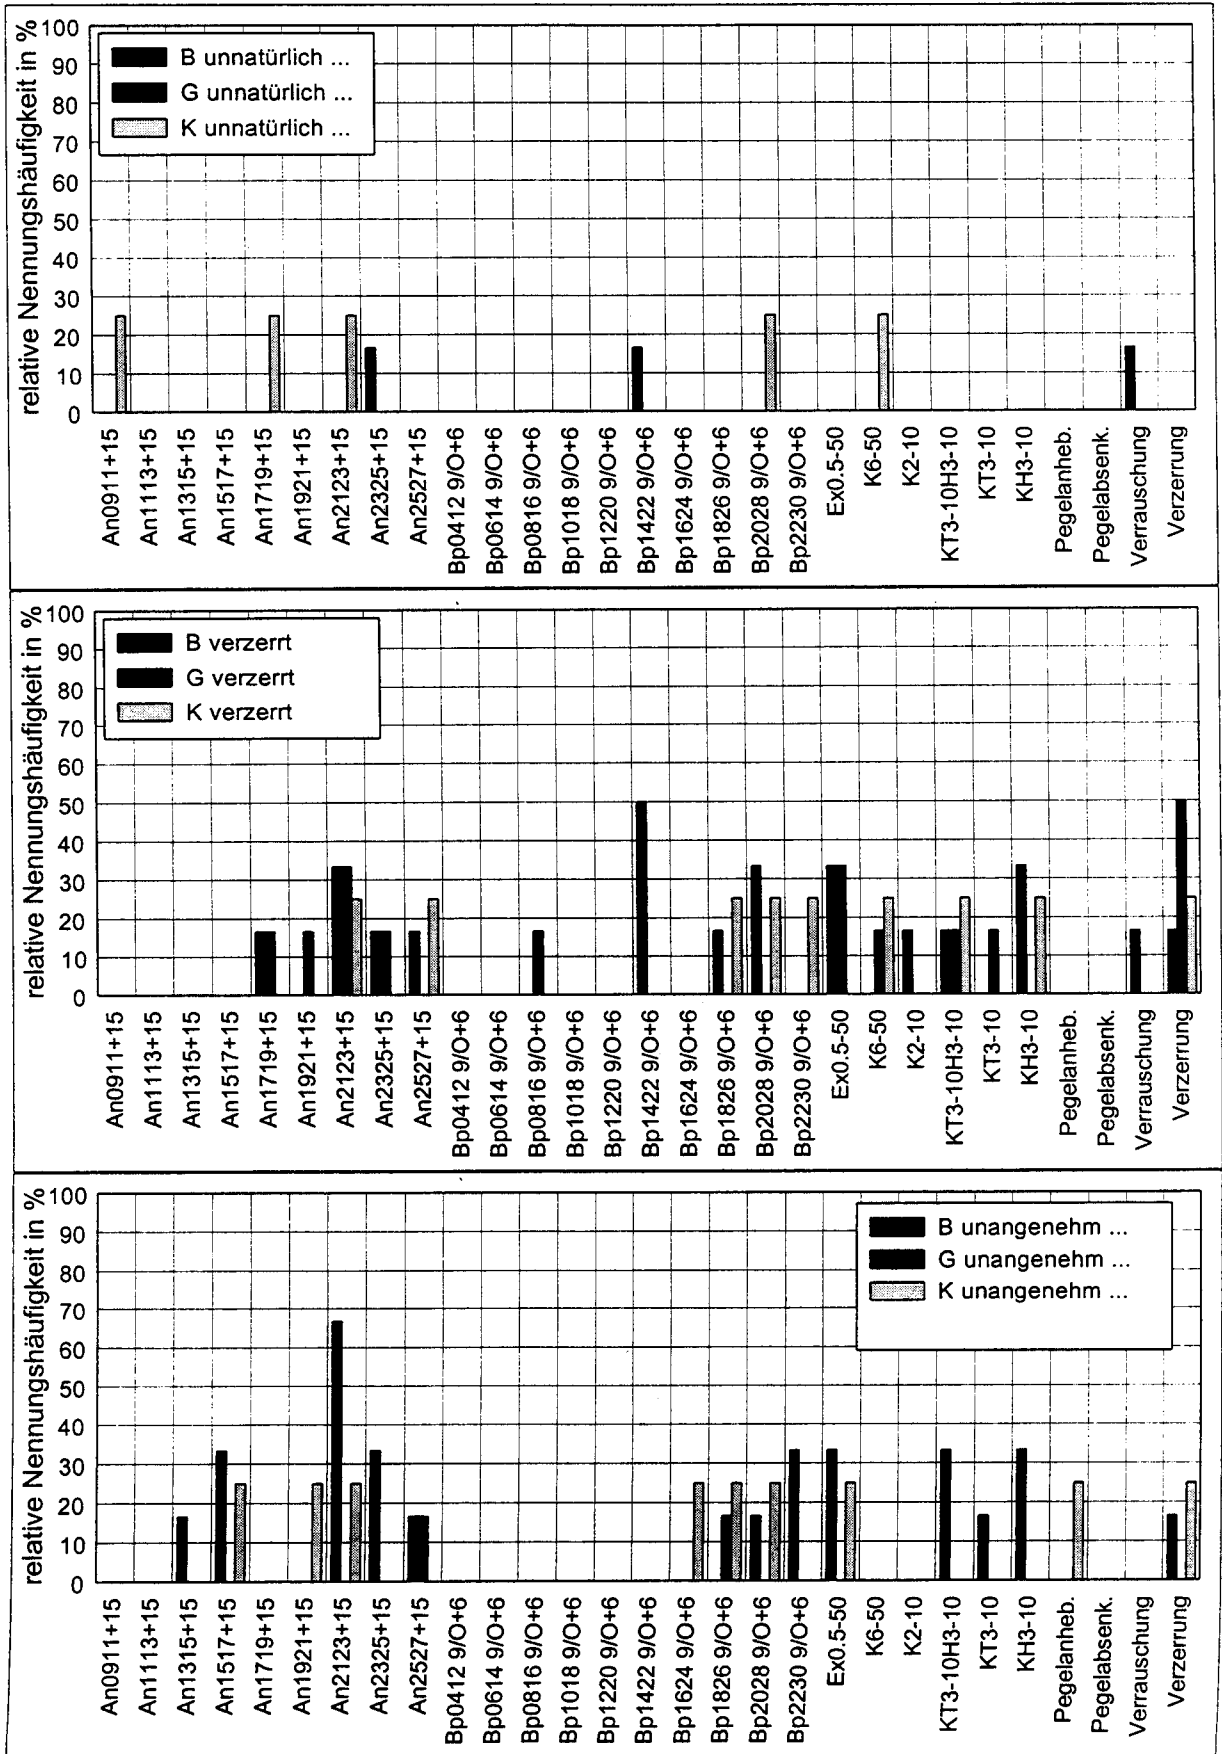 relative Nennungshäufigkeit in %
100
90
80
70
60
50
40
30
20
10
0
B unnatürlich ...
G unnatürlich ...
K unnatürlich ...
An0911+15
An1113+15
An1315+15
An1517+15
An1719+15
An1921+15
An2123+15
An2325+15
An2527+15
Bp0412 9/O+6
Bp0614 9/O+6
Bp0816 9/O+6
Bp1018 9/O+6
Bp1220 9/O+6
Bp1422 9/O+6
Bp1624 9/O+6
Bp1826 9/O+6
Bp2028 9/O+6
Bp2230 9/O+6
Ex0.5-50
K6-50
K2-10
KT3-10H3-10
KT3-10
KH3-10
Pegelanheb.
Pegelabsenk.
Verrauschung
Verzerrung
relative Nennungshäufigkeit in %
100
90
80
70
60
50
40
30
20
10
0
B verzerrt
G verzerrt
K verzerrt
An0911+15
An1113+15
An1315+15
An1517+15
An1719+15
An1921+15
An2123+15
An2325+15
An2527+15
Bp0412 9/O+6
Bp0614 9/O+6
Bp0816 9/O+6
Bp1018 9/O+6
Bp1220 9/O+6
Bp1422 9/O+6
Bp1624 9/O+6
Bp1826 9/O+6
Bp2028 9/O+6
Bp2230 9/O+6
Ex0.5-50
K6-50
K2-10
KT3-10H3-10
KT3-10
KH3-10
Pegelanheb.
Pegelabsenk.
Verrauschung
Verzerrung
relative Nennungshäufigkeit in %
100
90
80
70
60
50
40
30
20
10
0
B unangenehm ...
G unangenehm ...
K unangenehm ...
An0911+15
An1113+15
An1315+15
An1517+15
An1719+15
An1921+15
An2123+15
An2325+15
An2527+15
Bp0412 9/O+6
Bp0614 9/O+6
Bp0816 9/O+6
Bp1018 9/O+6
Bp1220 9/O+6
Bp1422 9/O+6
Bp1624 9/O+6
Bp1826 9/O+6
Bp2028 9/O+6
Bp2230 9/O+6
Ex0.5-50
K6-50
K2-10
KT3-10H3-10
KT3-10
KH3-10
Pegelanheb.
Pegelabsenk.
Verrauschung
Verzerrung